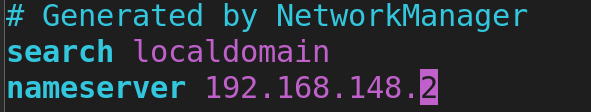 # Generated by NetworkManager
search localdomain
nameserver 192.168.148.2